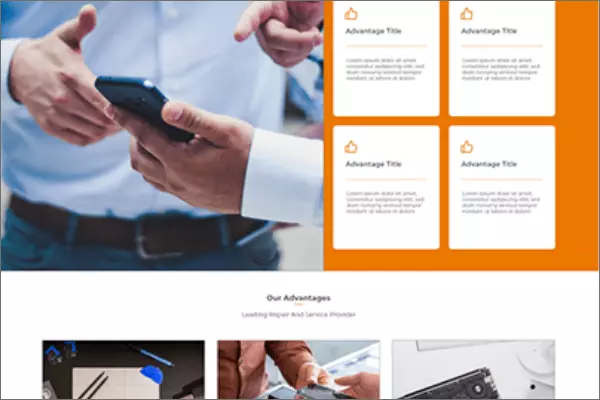 Advantage Title
Lorem ipsum dolor sit amet,
consetetur sadipscing elitr, sed
diam nonumy eirmod tempor
invidunt ut labore et dolore
Advantage Title
Lorem ipsum dolor sit amet,
consetetur sadipscing elitr, sed
diam nonumy eirmod tempor
invidunt ut labore et dolore
Advantage Title
Lorem ipsum dolor sit amet,
consetetur sadipscing elitr, sed
diam nonumy eirmod tempor
invidunt ut labore et dolore
Advantage Title
Lorem ipsum dolor sit amet,
consetetur sadipscing elitr, sed
diam nonumy eirmod tempor
invidunt ut labore et dolore
Our Advantages
Leading Repair And Service Provider